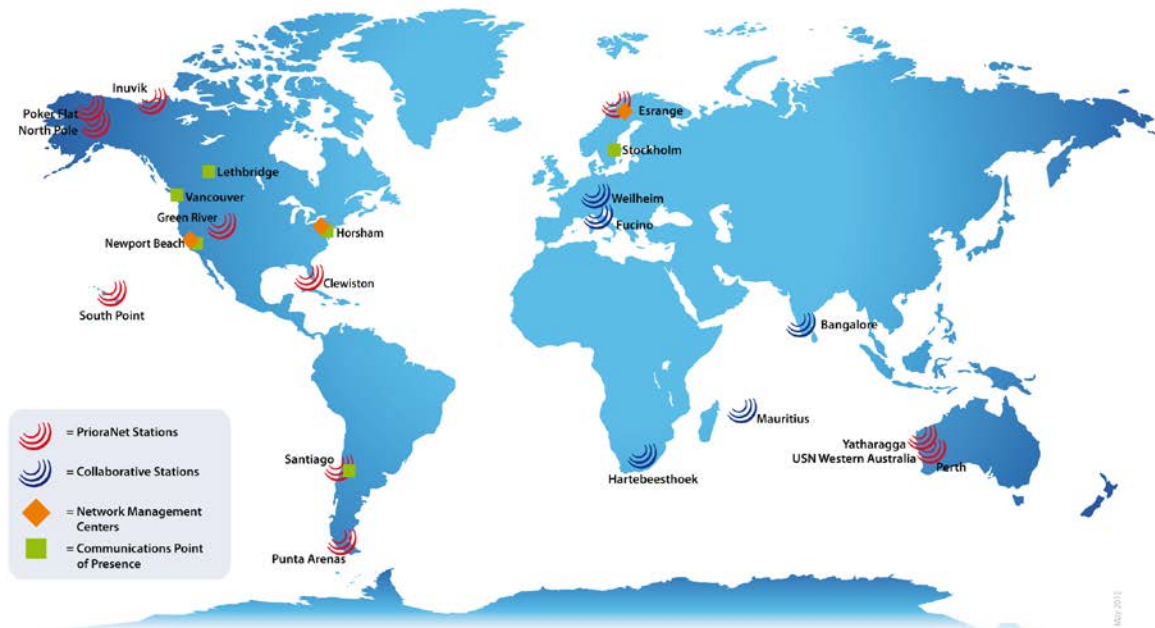 Inuvik
Poker Flat
North Pole
Esrange
Stockholm
Lethbridge
Vancouver
Weilheim
Green River
Fucino
Newport Beach
Horsham
Clewiston
South Point
Bangalore
Mauritius
= PrioraNet Stations
Yatharagga
USN Western Australia
Perth
Santiago
= Collaborative Stations
Hartebeesthoek
= Network Management
Centers
= Communications Point
of Presence
Punta Arenas
May 2012